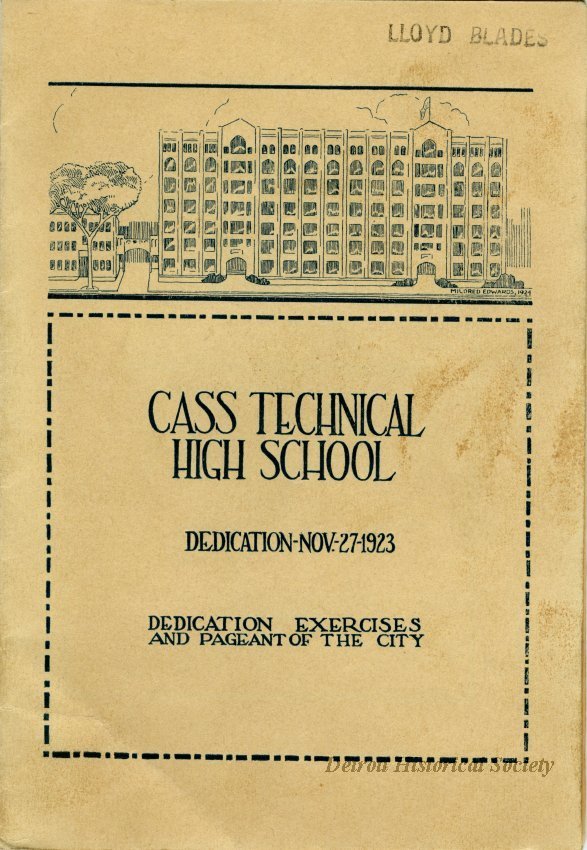 LLOYD BLADES
MILDRED EDWARDS, 1924
CASS TECHNICAL
HIGH SCHOOL
DEDICATION-NOV.-27-1923
DEDICATION EXERCISES
AND PAGEANT OF THE CITY
Detroit Historical Society